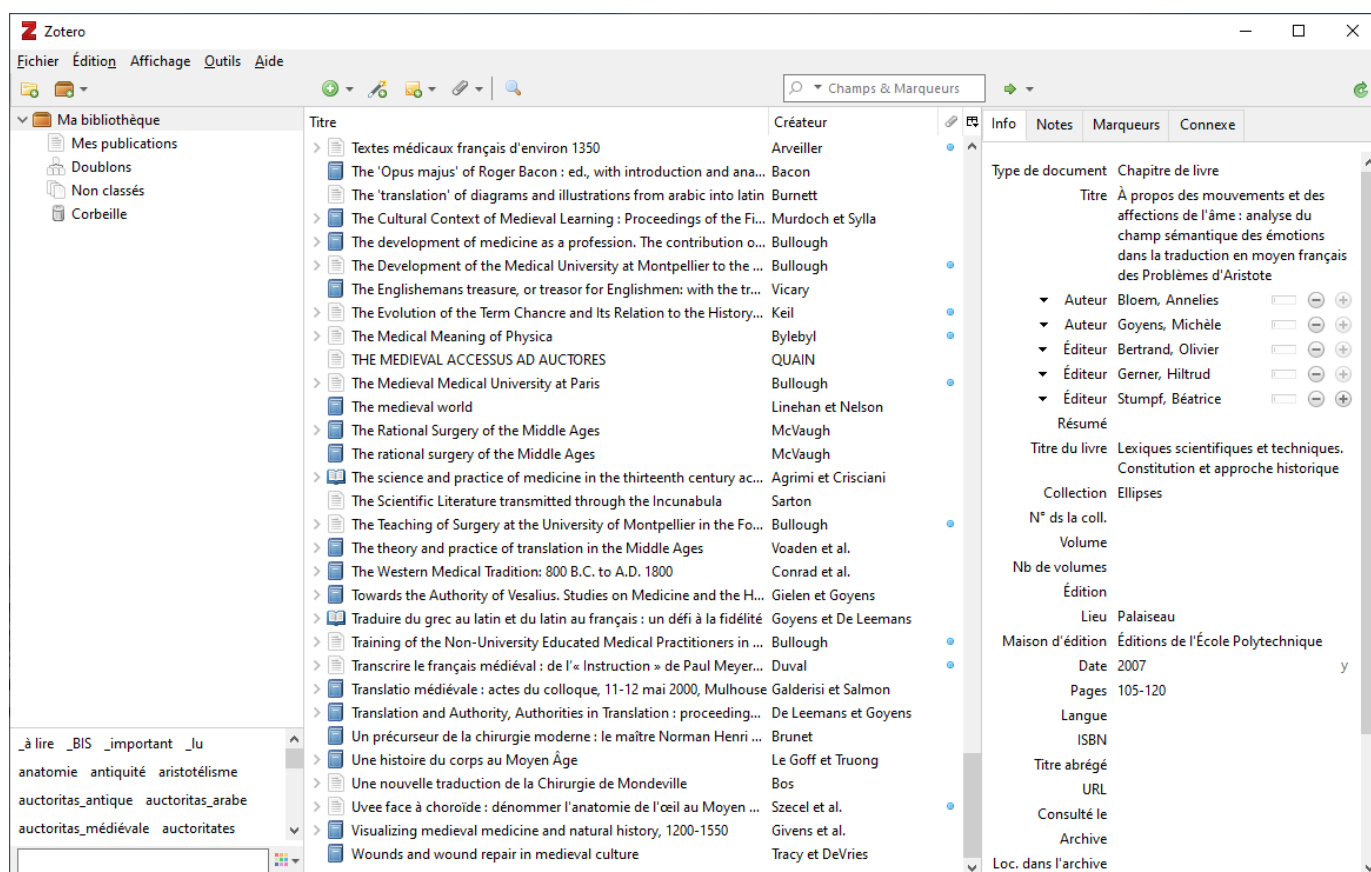 Zotero
Fichier Édition Affichage Outils Aide
Champs & Marqueurs
Ma bibliothèque
Mes publications
Doublons
Non classés
Corbeille
_à lire _BIS _important _lu
anatomie antiquité aristotélisme
auctoritas_antique auctoritas_arabe
auctoritas_médiévale auctoritates
Titre Créateur
Textes médicaux français d'environ 1350 Arveiller
The 'Opus majus' of Roger Bacon : ed., with introduction and ana... Bacon
The 'translation' of diagrams and illustrations from arabic into latin Burnett
The Cultural Context of Medieval Learning : Proceedings of the Fi... Murdoch et Sylla
The development of medicine as a profession. The contribution o... Bullough
The Development of the Medical University at Montpellier to the ... Bullough
The Englishemans treasure, or treasor for Englishmen: with the tr... Vicary
The Evolution of the Term Chancre and Its Relation to the History... Keil
The Medical Meaning of Physica Bylebyl
THE MEDIEVAL ACCESSUS AD AUCTORES QUAIN
The Medieval Medical University at Paris Bullough
The medieval world Linehan et Nelson
The Rational Surgery of the Middle Ages McVaugh
The rational surgery of the Middle Ages McVaugh
The science and practice of medicine in the thirteenth century ac... Agrimi et Crisciani
The Scientific Literature transmitted through the Incunabula Sarton
The Teaching of Surgery at the University of Montpellier in the Fo... Bullough
The theory and practice of translation in the Middle Ages Voaden et al.
The Western Medical Tradition: 800 B.C. to A.D. 1800 Conrad et al.
Towards the Authority of Vesalius. Studies on Medicine and the H... Gielen et Goyens
Traduire du grec au latin et du latin au français : un défi à la fidélité Goyens et De Leemans
Training of the Non-University Educated Medical Practitioners in ... Bullough
Transcrire le français médiéval : de l'« Instruction » de Paul Meyer... Duval
Translatio médiévale : actes du colloque, 11-12 mai 2000, Mulhouse Galderisi et Salmon
Translation and Authority, Authorities in Translation : proceeding... De Leemans et Goyens
Un précurseur de la chirurgie moderne : le maître Norman Henri ... Brunet
Une histoire du corps au Moyen Âge Le Goff et Truong
Une nouvelle traduction de la Chirurgie de Mondeville Bos
Uvee face à choroïde : dénommer l'anatomie de l'œil au Moyen ... Szecel et al.
Visualizing medieval medicine and natural history, 1200-1550 Givens et al.
Wounds and wound repair in medieval culture Tracy et DeVries
Info Notes Marqueurs Connexe
Type de document Chapitre de livre
Titre À propos des mouvements et des
affections de l'âme : analyse du
champ sémantique des émotions
dans la traduction en moyen français
des Problèmes d'Aristote
Auteur Bloem, Annelies
Auteur Goyens, Michèle
Éditeur Bertrand, Olivier
Éditeur Gerner, Hiltrud
Éditeur Stumpf, Béatrice
Résumé
Titre du livre Lexiques scientifiques et techniques.
Constitution et approche historique
Collection Ellipses
N° ds la coll.
Volume
Nb de volumes
Édition
Lieu Palaiseau
Maison d'édition Éditions de l'École Polytechnique
Date 2007 y
Pages 105-120
Langue
ISBN
Titre abrégé
URL
Consulté le
Archive
Loc. dans l'archive